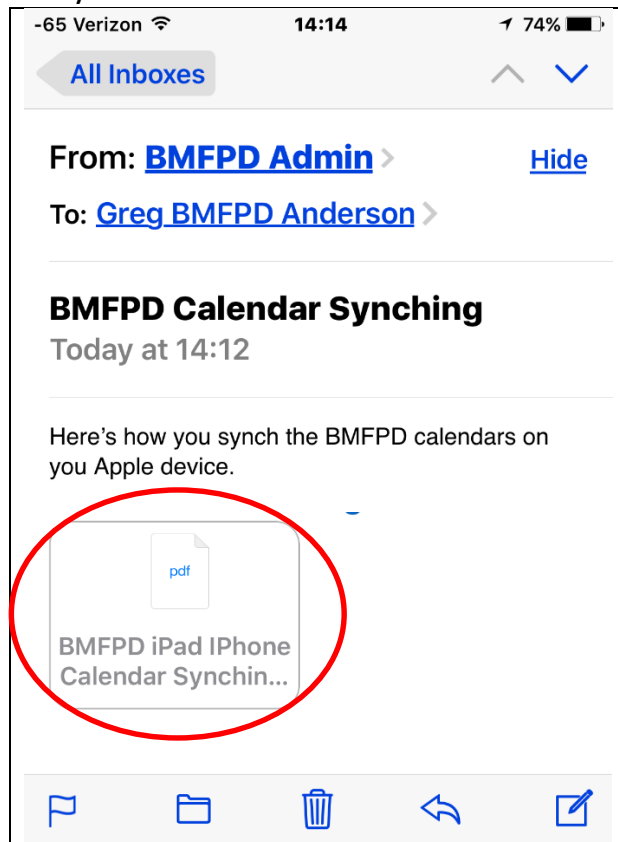 -65 Verizon 14:14 74%
All Inboxes
From: BMFPD Admin Hide
To: Greg BMFPD Anderson
BMFPD Calendar Synching
Today at 14:12
Here's how you synch the BMFPD calendars on
you Apple device.
pdf
BMFPD iPad IPhone
Calendar Synchin...